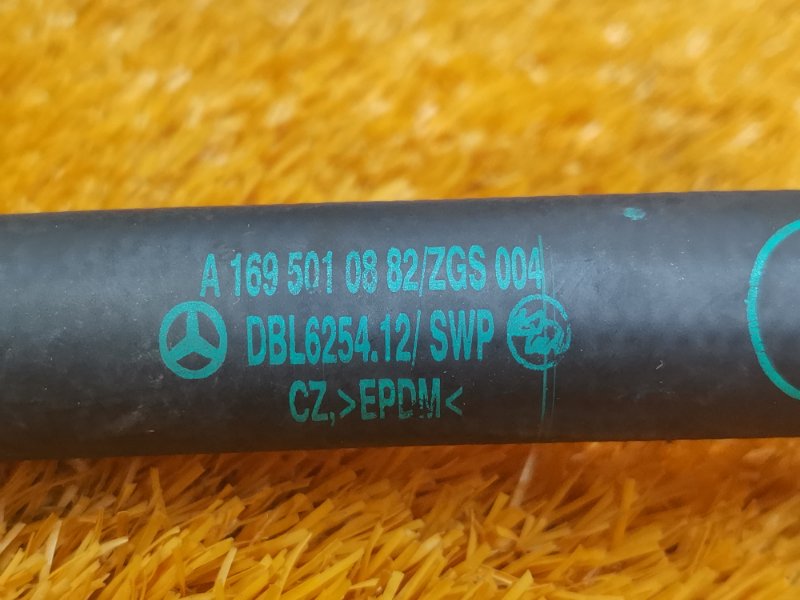 A 169 501 08 82/ZGS 004
DBL6254.12/ SWP
CZ,>EPDM<